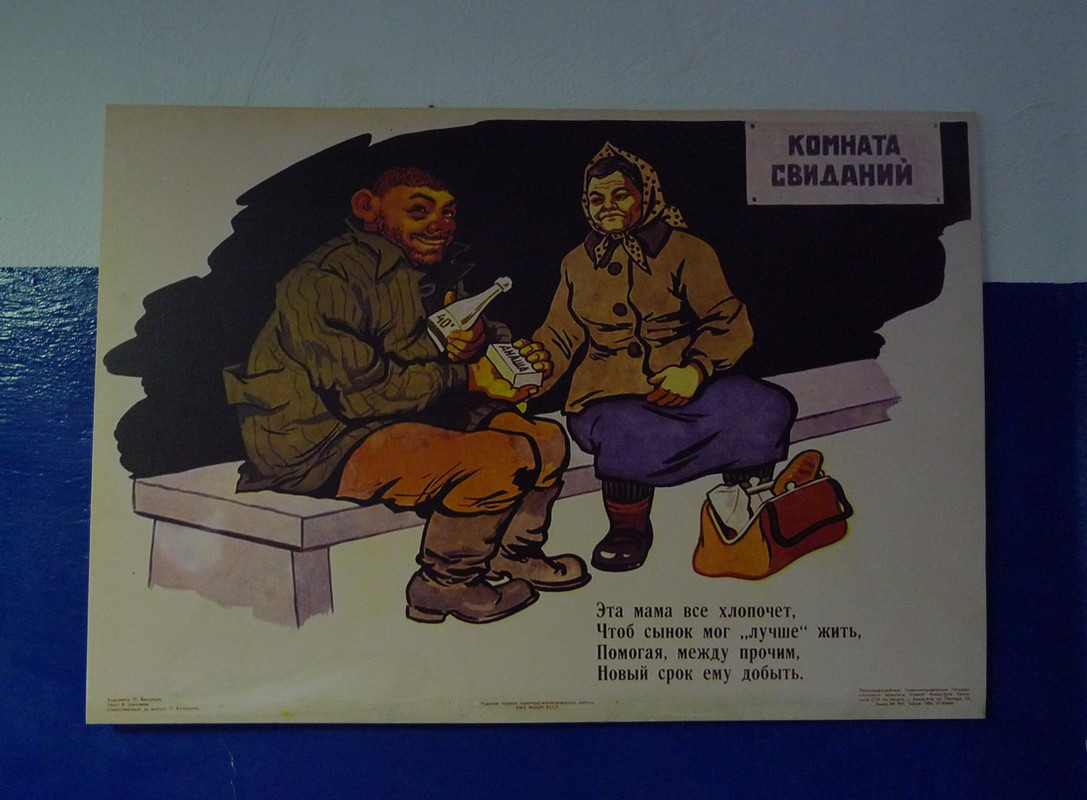 КОМНАТА
СВИДАНИЙ
40°
АНАША
Эта мама все хлопочет,
Чтоб сынок мог „лучше“ жить,
Помогая, между прочим,
Новый срок ему добыть.